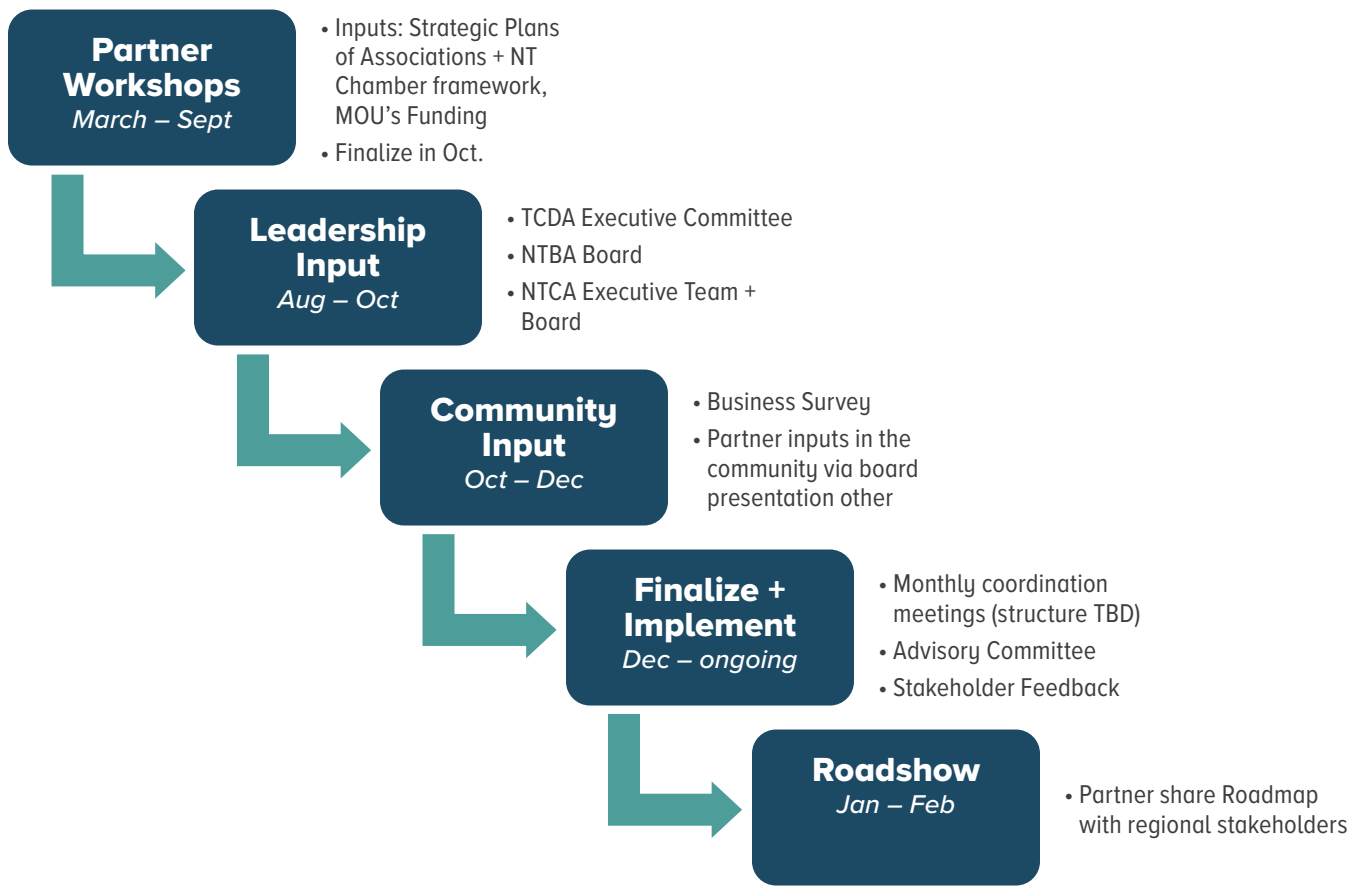 Partner
Workshops
March – Sept
• Inputs: Strategic Plans
of Associations + NT
Chamber framework,
MOU's Funding
• Finalize in Oct.
Leadership
Input
Aug – Oct
• TCDA Executive Committee
• NTBA Board
• NTCA Executive Team +
Board
Community
Input
Oct – Dec
• Business Survey
• Partner inputs in the
community via board
presentation other
Finalize +
Implement
Dec – ongoing
• Monthly coordination
meetings (structure TBD)
• Advisory Committee
• Stakeholder Feedback
Roadshow
Jan – Feb
• Partner share Roadmap
with regional stakeholders